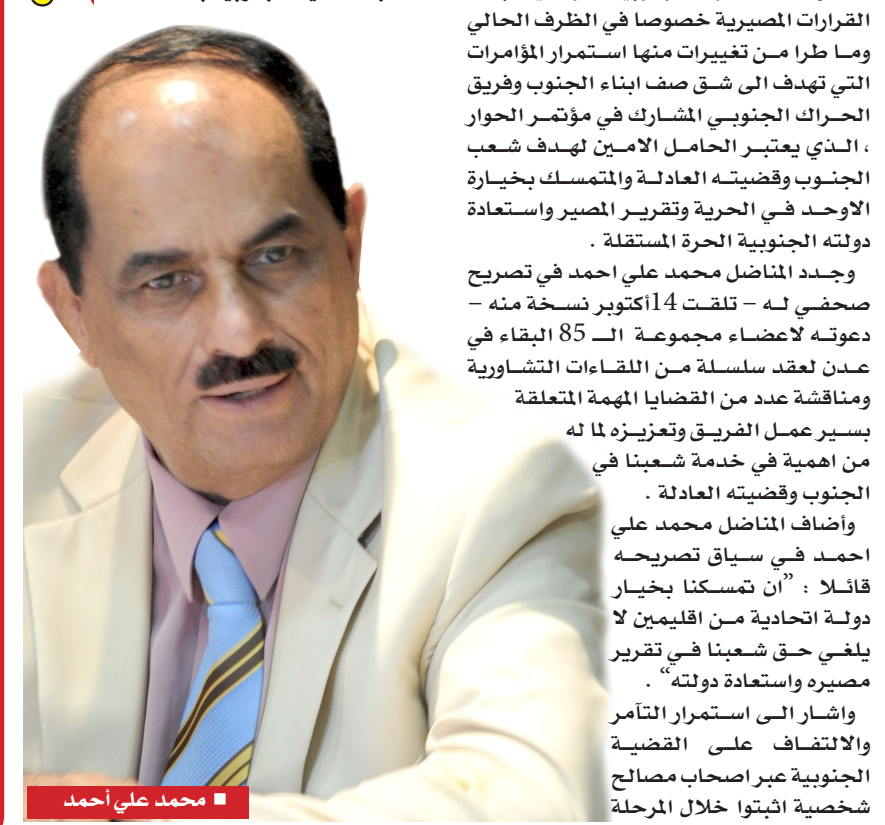 القرارات المصيرية خصوصا في الظرف الحالي
وما طرا من تغييرات منها استمرار المؤامرات
التي تهدف الى شق صف ابناء الجنوب وفريق
الحراك الجنوبي المشارك في مؤتمر الحوار
، الذي يعتبر الحامل الامين لهدف شعب
الجنوب وقضيته العادلة والمتمسك بخيارة
الاوحد في الحرية وتقرير المصير واستعادة
دولته الجنوبية الحرة المستقلة .
وجدد المناضل محمد علي احمد في تصريح
صحفي له – تلقت 14أكتوبر نسخة منه –
دعوته لاعضاء مجموعة الـ 85 البقاء في
عدن لعقد سلسلة من اللقاءات التشاورية
ومناقشة عدد من القضايا المهمة المتعلقة
بسير عمل الفريق وتعزيزه لما له
من اهمية في خدمة شعبنا في
الجنوب وقضيته العادلة .
وأضاف المناضل محمد علي
احمد في سياق تصريحه
قائلا : ”ان تمسكنا بخيار
دولة اتحادية من اقليمين لا
يلغي حق شعبنا في تقرير
مصيره واستعادة دولته“ .
واشار الى استمرار التآمر
والالتفاف على القضية
الجنوبية عبر اصحاب مصالح
شخصية اثبتوا خلال المرحلة
■ محمد علي أحمد